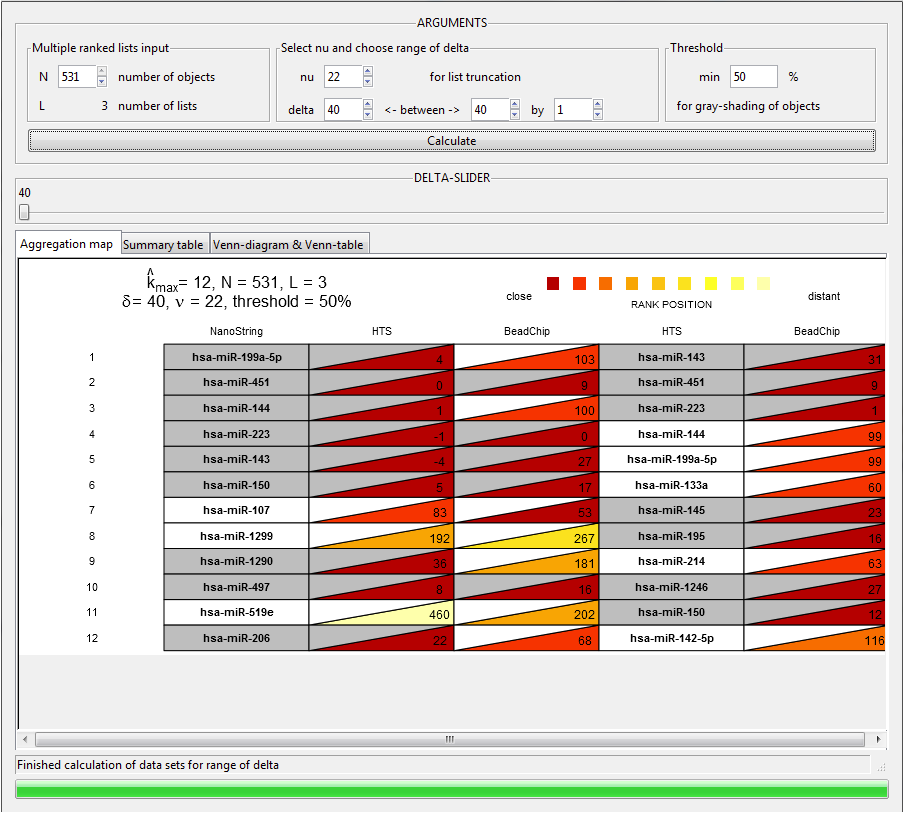 ARGUMENTS
Multiple ranked lists input
Select nu and choose range of delta
Threshold
N 531 number of objects
nu 22 for list truncation
min 50 %
L 3 number of lists
delta 40 <- between -> 40 by 1
for gray-shading of objects
Calculate
DELTA-SLIDER
40
Aggregation map Summary table Venn-diagram & Venn-table
k̂max= 12, N = 531, L = 3
δ= 40, ν = 22, threshold = 50%
close distant
RANK POSITION
NanoString HTS BeadChip HTS BeadChip
1 hsa-miR-199a-5p 4 103 hsa-miR-143 31
2 hsa-miR-451 0 9 hsa-miR-451 9
3 hsa-miR-144 1 100 hsa-miR-223 1
4 hsa-miR-223 -1 0 hsa-miR-144 99
5 hsa-miR-143 -4 27 hsa-miR-199a-5p 99
6 hsa-miR-150 5 17 hsa-miR-133a 60
7 hsa-miR-107 83 53 hsa-miR-145 23
8 hsa-miR-1299 192 267 hsa-miR-195 16
9 hsa-miR-1290 36 181 hsa-miR-214 63
10 hsa-miR-497 8 16 hsa-miR-1246 27
11 hsa-miR-519e 460 202 hsa-miR-150 12
12 hsa-miR-206 22 68 hsa-miR-142-5p 116
Finished calculation of data sets for range of delta